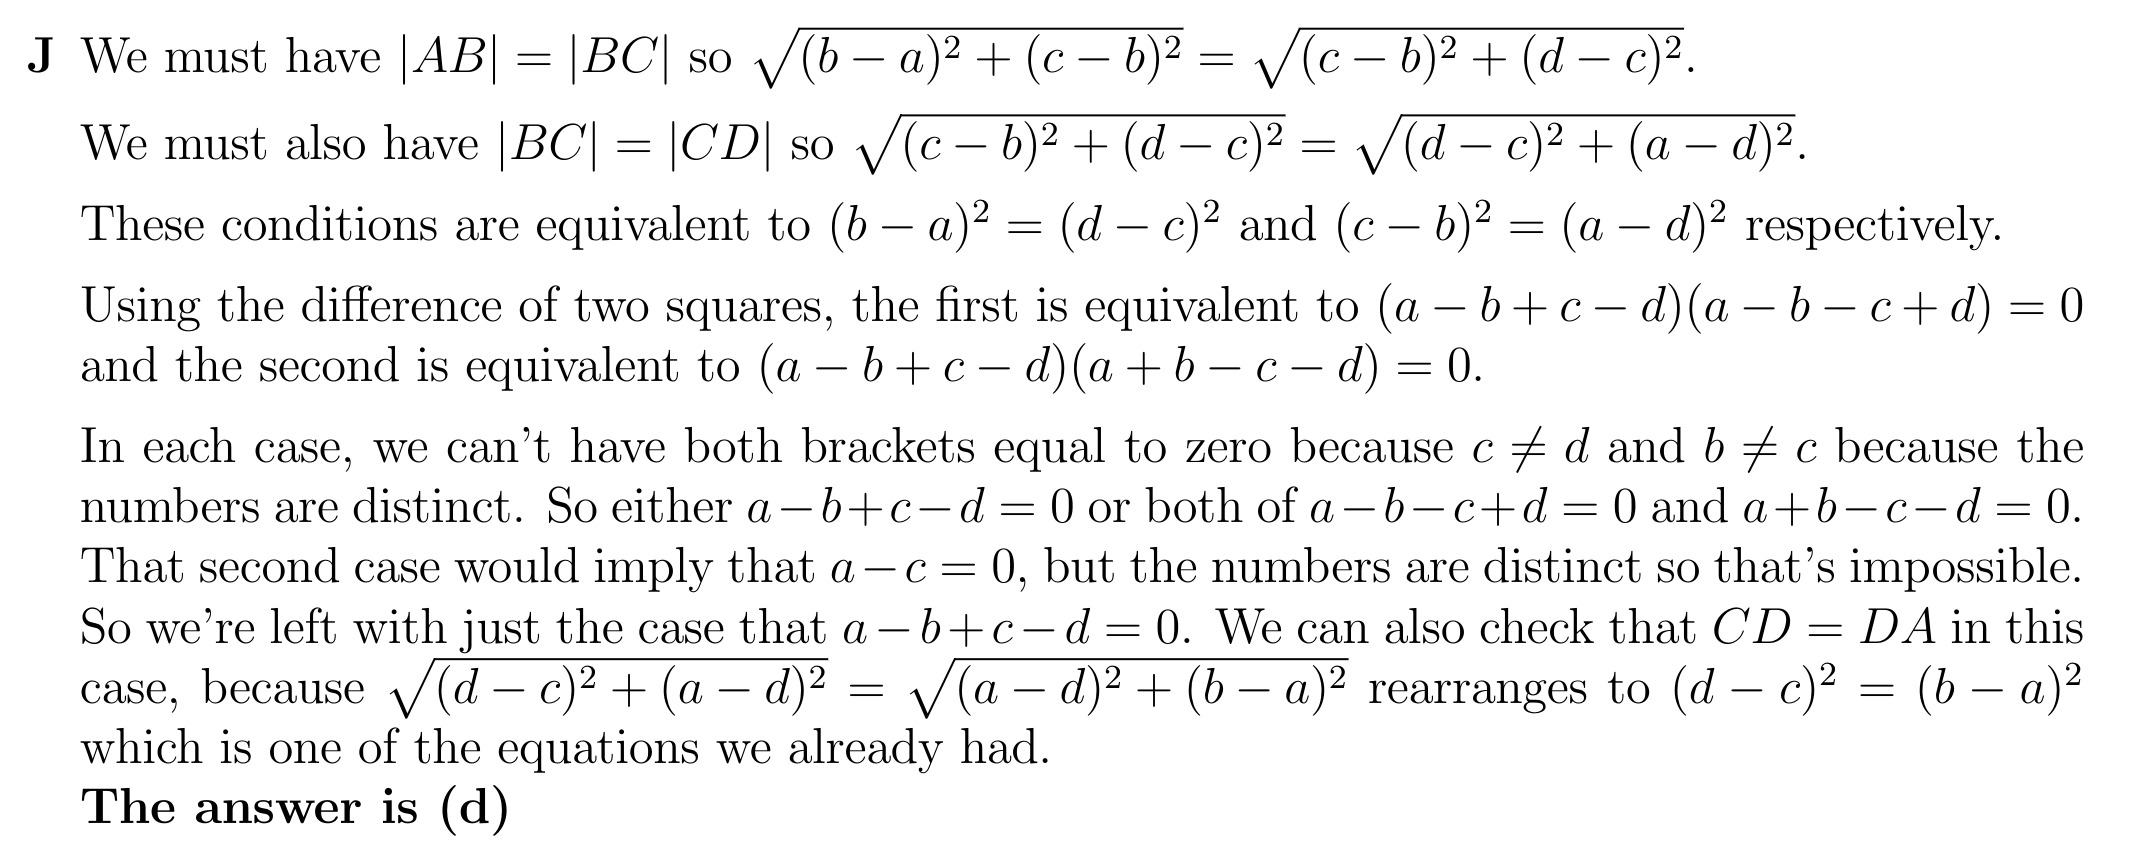 J We must have |AB| = |BC| so √((b − a)² + (c − b)²) = √((c − b)² + (d − c)²).
We must also have |BC| = |CD| so √((c − b)² + (d − c)²) = √((d − c)² + (a − d)²).
These conditions are equivalent to (b − a)² = (d − c)² and (c − b)² = (a − d)² respectively.
Using the difference of two squares, the first is equivalent to (a − b + c − d)(a − b − c + d) = 0
and the second is equivalent to (a − b + c − d)(a + b − c − d) = 0.
In each case, we can't have both brackets equal to zero because c ≠ d and b ≠ c because the
numbers are distinct. So either a − b + c − d = 0 or both of a − b − c + d = 0 and a + b − c − d = 0.
That second case would imply that a − c = 0, but the numbers are distinct so that's impossible.
So we're left with just the case that a − b + c − d = 0. We can also check that CD = DA in this
case, because √((d − c)² + (a − d)²) = √((a − d)² + (b − a)²) rearranges to (d − c)² = (b − a)²
which is one of the equations we already had.
The answer is (d)